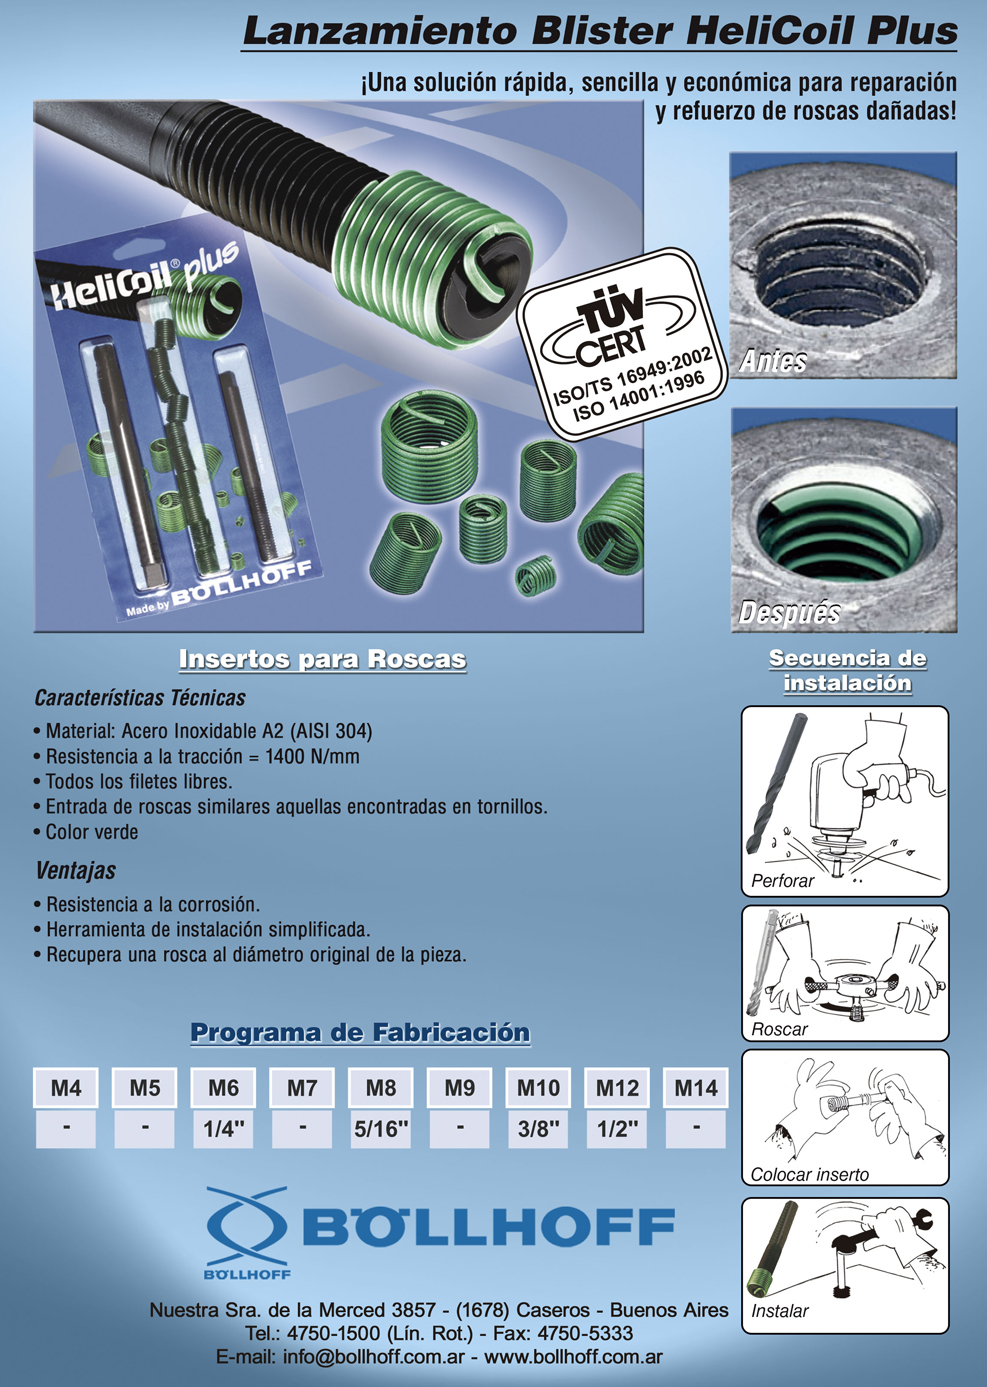 Lanzamiento Blister HeliCoil Plus
¡Una solución rápida, sencilla y económica para reparación
y refuerzo de roscas dañadas!
HeliCoil® plus
Made by BÖLLHOFF
TÜV
CERT
ISO/TS 16949:2002
ISO 14001:1996
Antes
Después
Insertos para Roscas
Características Técnicas
• Material: Acero Inoxidable A2 (AISI 304)
• Resistencia a la tracción = 1400 N/mm
• Todos los filetes libres.
• Entrada de roscas similares aquellas encontradas en tornillos.
• Color verde
Ventajas
• Resistencia a la corrosión.
• Herramienta de instalación simplificada.
• Recupera una rosca al diámetro original de la pieza.
Secuencia de
instalación
Perforar
Roscar
Colocar inserto
Instalar
Programa de Fabricación
M4 M5 M6 M7 M8 M9 M10 M12 M14
- - 1/4" - 5/16" - 3/8" 1/2" -
BÖLLHOFF
BÖLLHOFF
Nuestra Sra. de la Merced 3857 - (1678) Caseros - Buenos Aires
Tel.: 4750-1500 (Lín. Rot.) - Fax: 4750-5333
E-mail: info@bollhoff.com.ar - www.bollhoff.com.ar